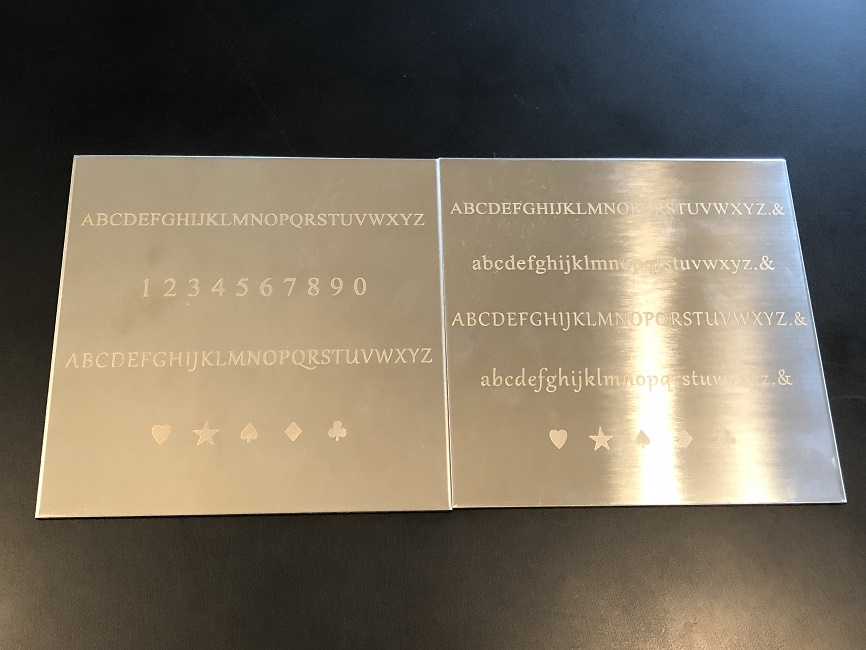 ABCDEFGHIJKLMNOPQRSTUVWXYZ
1234567890
ABCDEFGHIJKLMNOPQRSTUVWXYZ
ABCDEFGHIJKLMNOPQRSTUVWXYZ.&
abcdefghijklmnopqrstuvwxyz.&
ABCDEFGHIJKLMNOPQRSTUVWXYZ.&
abcdefghijklmnopqrstuvwxyz.&